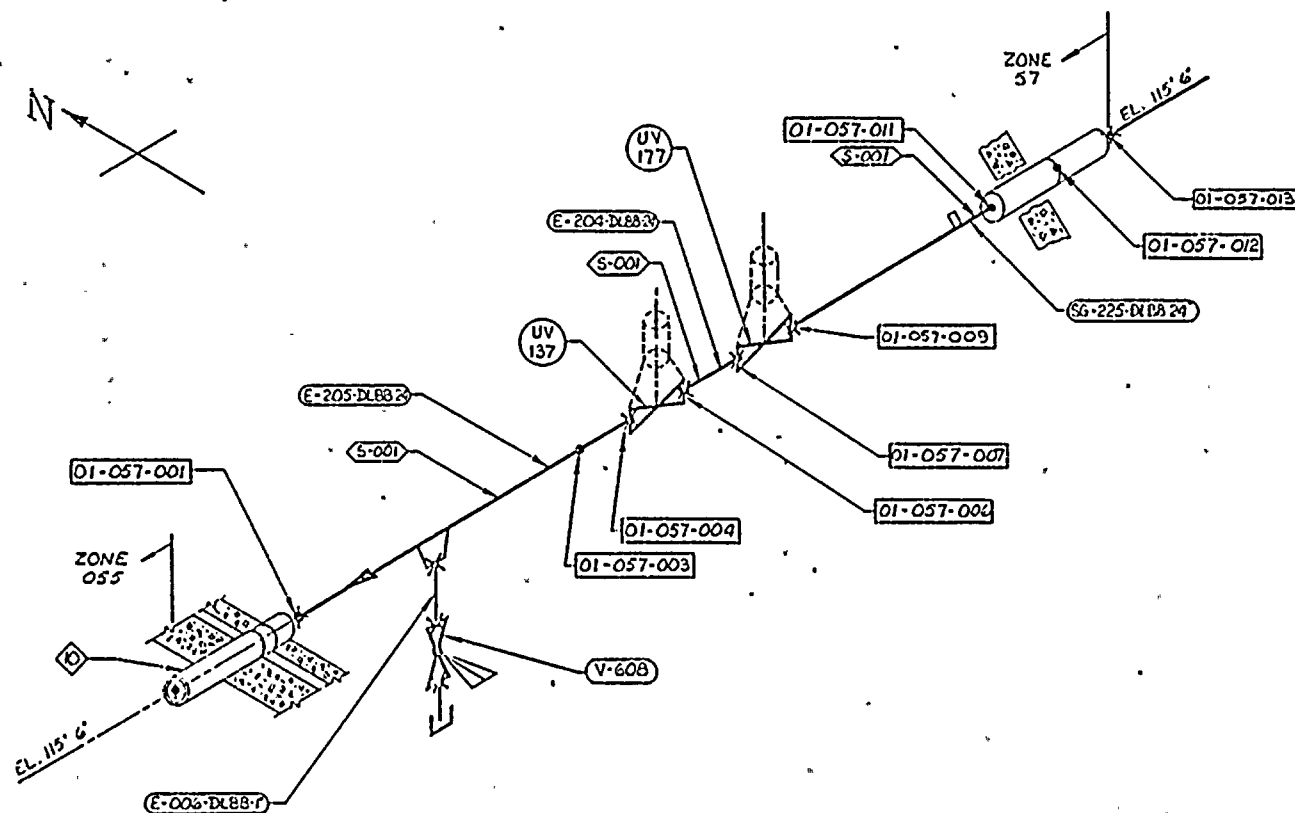 ZONE
57
EL. 115' 6"
N
UV
177
01-057-011
S-001
01-057-013
01-057-012
E-204-DLBB-24
S-001
SG-225-DLBB 24
UV
137
01-057-009
E-205-DLBB 24
S-001
01-057-007
01-057-001
01-057-006
01-057-004
ZONE
055
01-057-003
10
V-608
EL. 115' 6"
E-006-DLBB-1"